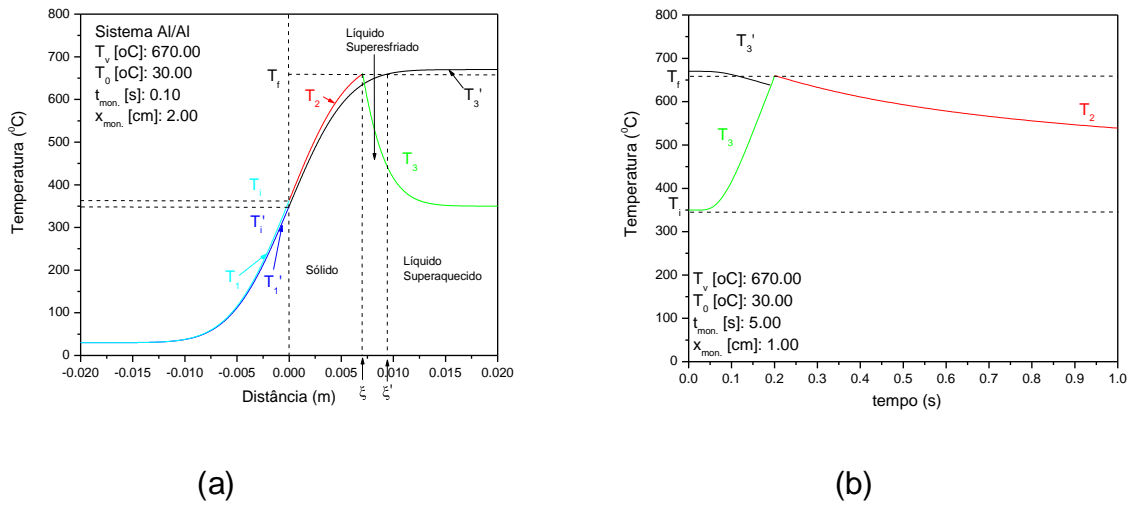 Sistema Al/Al
T_v [oC]: 670.00
T_0 [oC]: 30.00
t_mon. [s]: 0.10
x_mon. [cm]: 2.00
Líquido
Superesfriado
T_f
T_2
T_3'
T_3
T_i
T_i'
T_1
T_1'
Sólido
Líquido
Superaquecido
800
700
600
500
400
300
200
100
0
Temperatura (⁰C)
-0.020 -0.015 -0.010 -0.005 0.000 0.005 0.010 0.015 0.020
Distância (m)
ξ ξ'
(a)
T_3'
T_f
T_3
T_2
T_i
T_v [oC]: 670.00
T_0 [oC]: 30.00
t_mon. [s]: 5.00
x_mon. [cm]: 1.00
800
700
600
500
400
300
200
100
0
Temperatura (⁰C)
0.0 0.1 0.2 0.3 0.4 0.5 0.6 0.7 0.8 0.9 1.0
tempo (s)
(b)